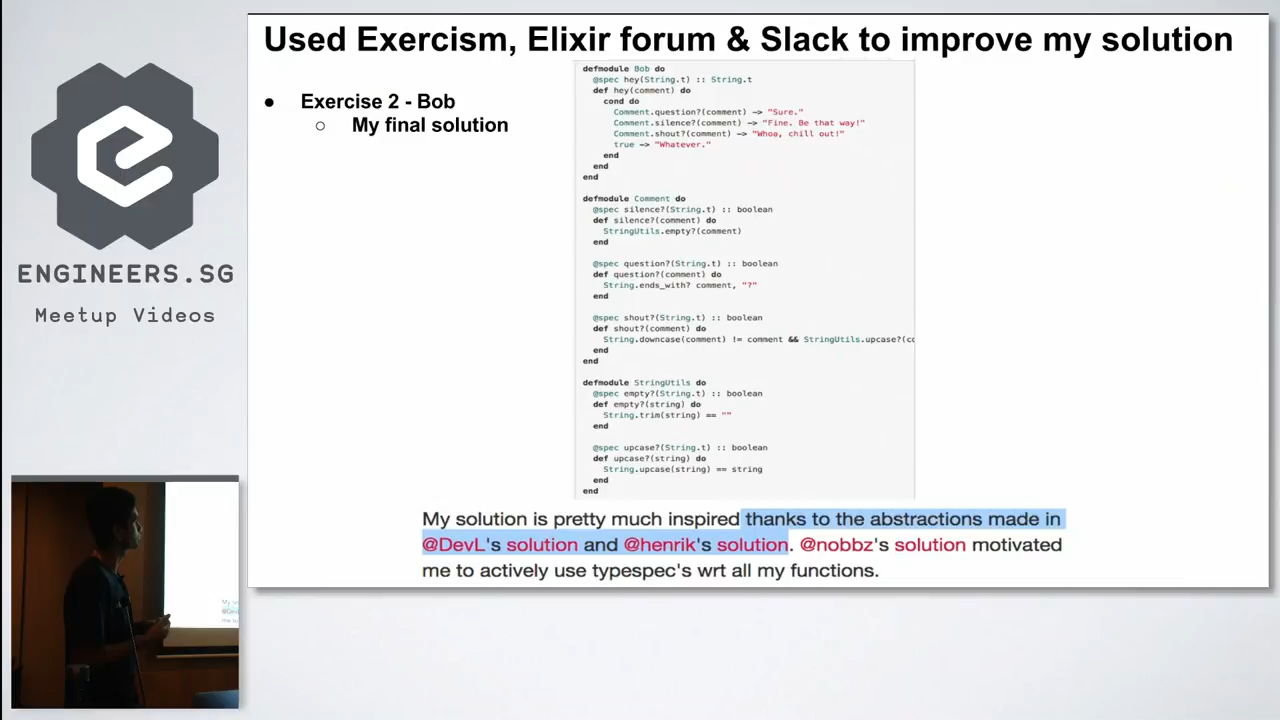 Used Exercism, Elixir forum & Slack to improve my solution
● Exercise 2 - Bob
○ My final solution
defmodule Bob do
@spec hey(String.t) :: String.t
def hey(comment) do
cond do
Comment.question?(comment) -> "Sure."
Comment.silence?(comment) -> "Fine. Be that way!"
Comment.shout?(comment) -> "Whoa, chill out!"
true -> "Whatever."
end
end
end
defmodule Comment do
@spec silence?(String.t) :: boolean
def silence?(comment) do
StringUtils.empty?(comment)
end
@spec question?(String.t) :: boolean
def question?(comment) do
String.ends_with? comment, "?"
end
@spec shout?(String.t) :: boolean
def shout?(comment) do
String.downcase(comment) != comment && StringUtils.upcase?(c
end
end
defmodule StringUtils do
@spec empty?(String.t) :: boolean
def empty?(string) do
String.trim(string) == ""
end
@spec upcase?(String.t) :: boolean
def upcase?(string) do
String.upcase(string) == string
end
end
My solution is pretty much inspired thanks to the abstractions made in
@DevL's solution and @henrik's solution. @nobbz's solution motivated
me to actively use typespec's wrt all my functions.
ENGINEERS.SG
Meetup Videos